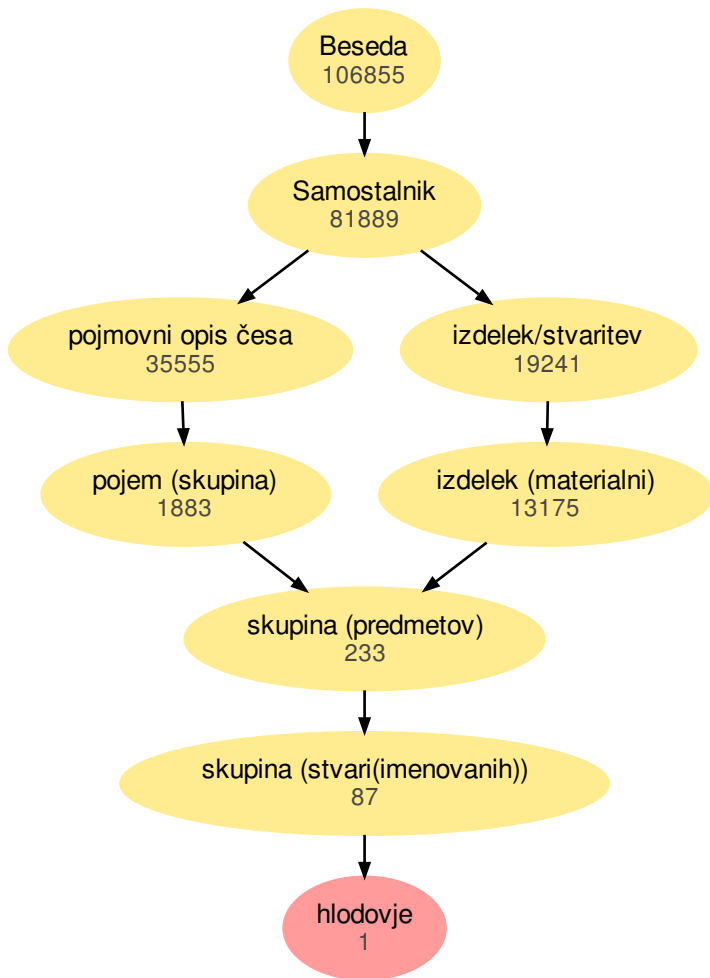 Beseda
106855
Samostalnik
81889
pojmovni opis česa
35555
izdelek/stvaritev
19241
pojem (skupina)
1883
izdelek (materialni)
13175
skupina (predmetov)
233
skupina (stvari(imenovanih))
87
hlodovje
1